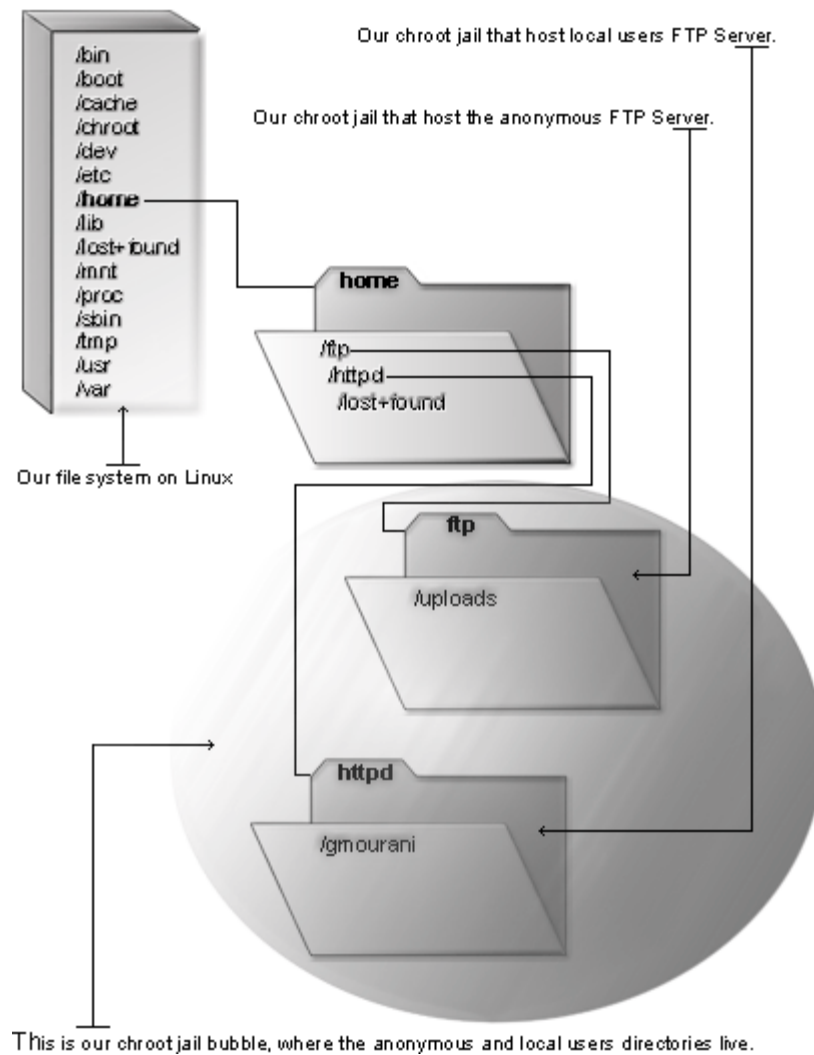 Our chroot jail that host local users FTP Server.
Our chroot jail that host the anonymous FTP Server.
/bin
/boot
/cache
/chroot
/dev
/etc
/home
/lib
/lost+found
/mnt
/proc
/sbin
/tmp
/usr
/var
Our file system on Linux
home
/ftp
/httpd
/lost+found
ftp
/uploads
httpd
/gmourani
This is our chroot jail bubble, where the anonymous and local users directories live.